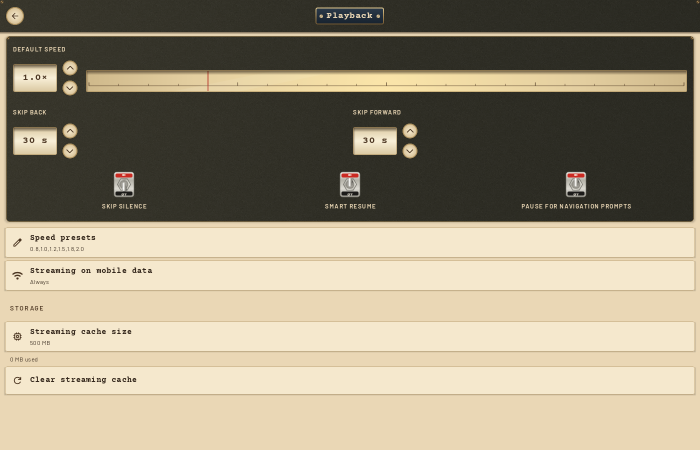 Playback
DEFAULT SPEED
1.0×
SKIP BACK
SKIP FORWARD
30 s
30 s
SKIP SILENCE
SMART RESUME
PAUSE FOR NAVIGATION PROMPTS
Speed presets
0.8,1.0,1.2,1.5,1.8,2.0
Streaming on mobile data
Always
STORAGE
Streaming cache size
500 MB
0 MB used
Clear streaming cache